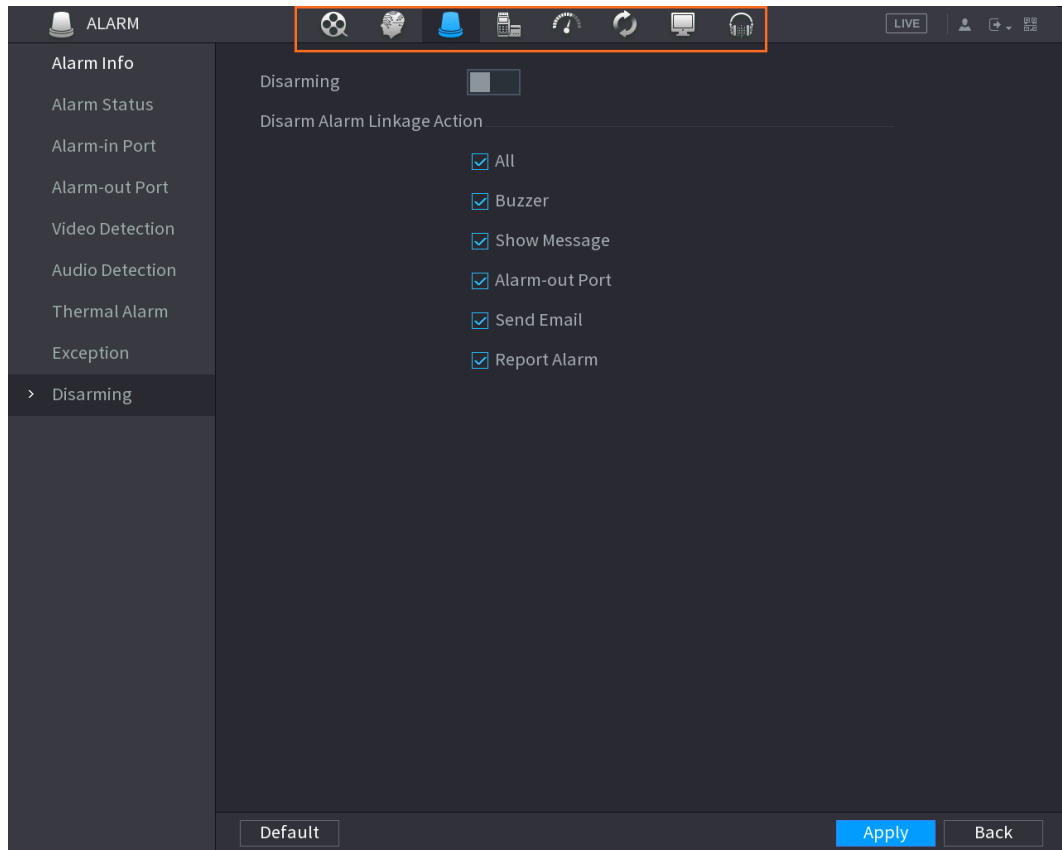 ALARM
LIVE
Alarm Info
Alarm Status
Alarm-in Port
Alarm-out Port
Video Detection
Audio Detection
Thermal Alarm
Exception
> Disarming
Disarming
Disarm Alarm Linkage Action
All
Buzzer
Show Message
Alarm-out Port
Send Email
Report Alarm
Default
Apply
Back